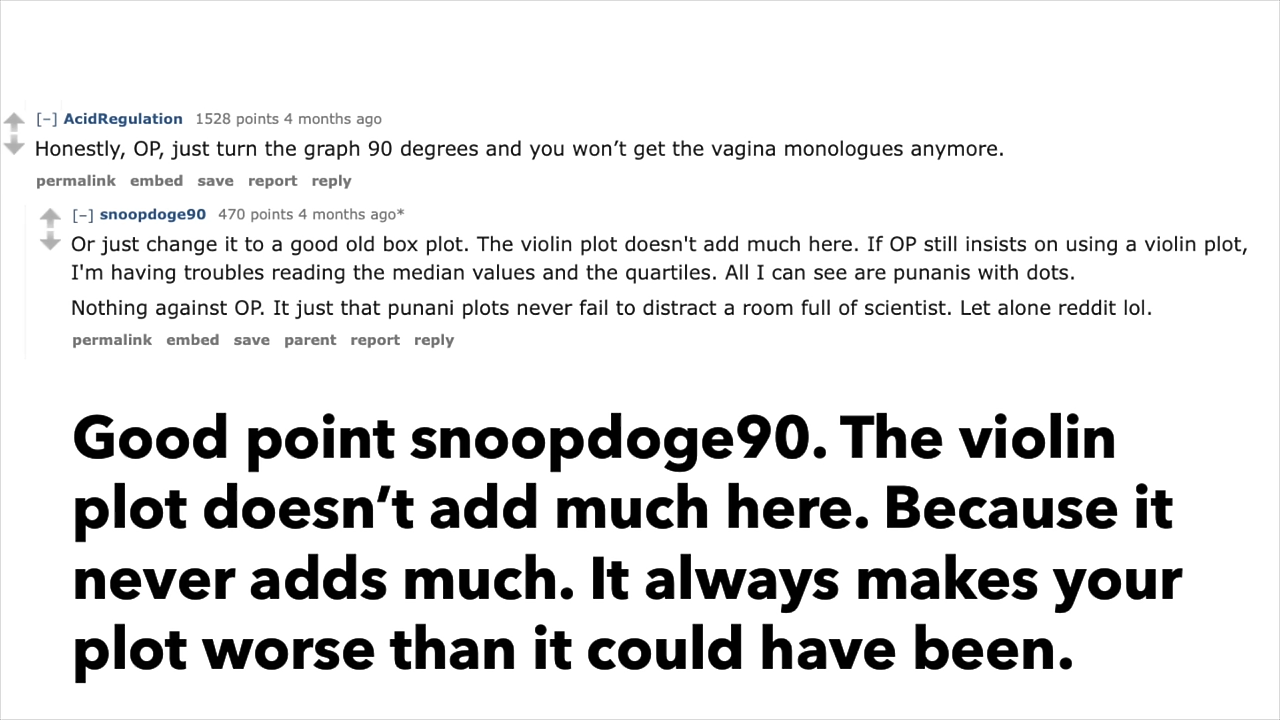 [–] AcidRegulation 1528 points 4 months ago
Honestly, OP, just turn the graph 90 degrees and you won’t get the vagina monologues anymore.
permalink embed save report reply
[–] snoopdoge90 470 points 4 months ago*
Or just change it to a good old box plot. The violin plot doesn't add much here. If OP still insists on using a violin plot,
I'm having troubles reading the median values and the quartiles. All I can see are punanis with dots.
Nothing against OP. It just that punani plots never fail to distract a room full of scientist. Let alone reddit lol.
permalink embed save parent report reply
Good point snoopdoge90. The violin
plot doesn’t add much here. Because it
never adds much. It always makes your
plot worse than it could have been.